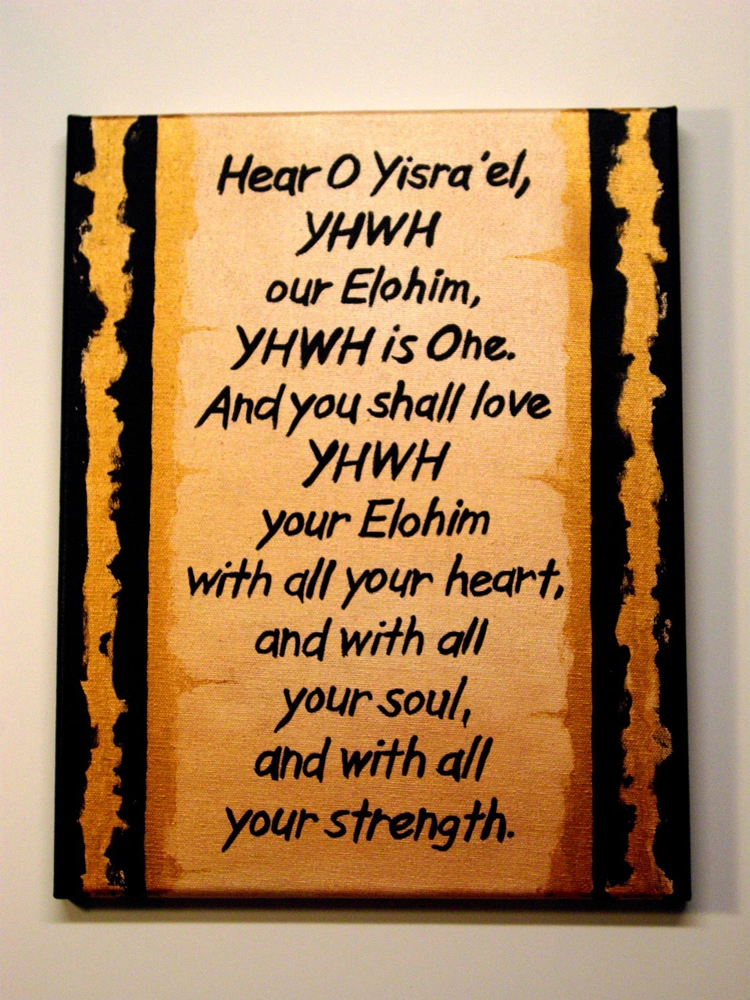 Hear O Yisra'el,
YHWH
our Elohim,
YHWH is One.
And you shall love
YHWH
your Elohim
with all your heart,
and with all
your soul,
and with all
your strength.